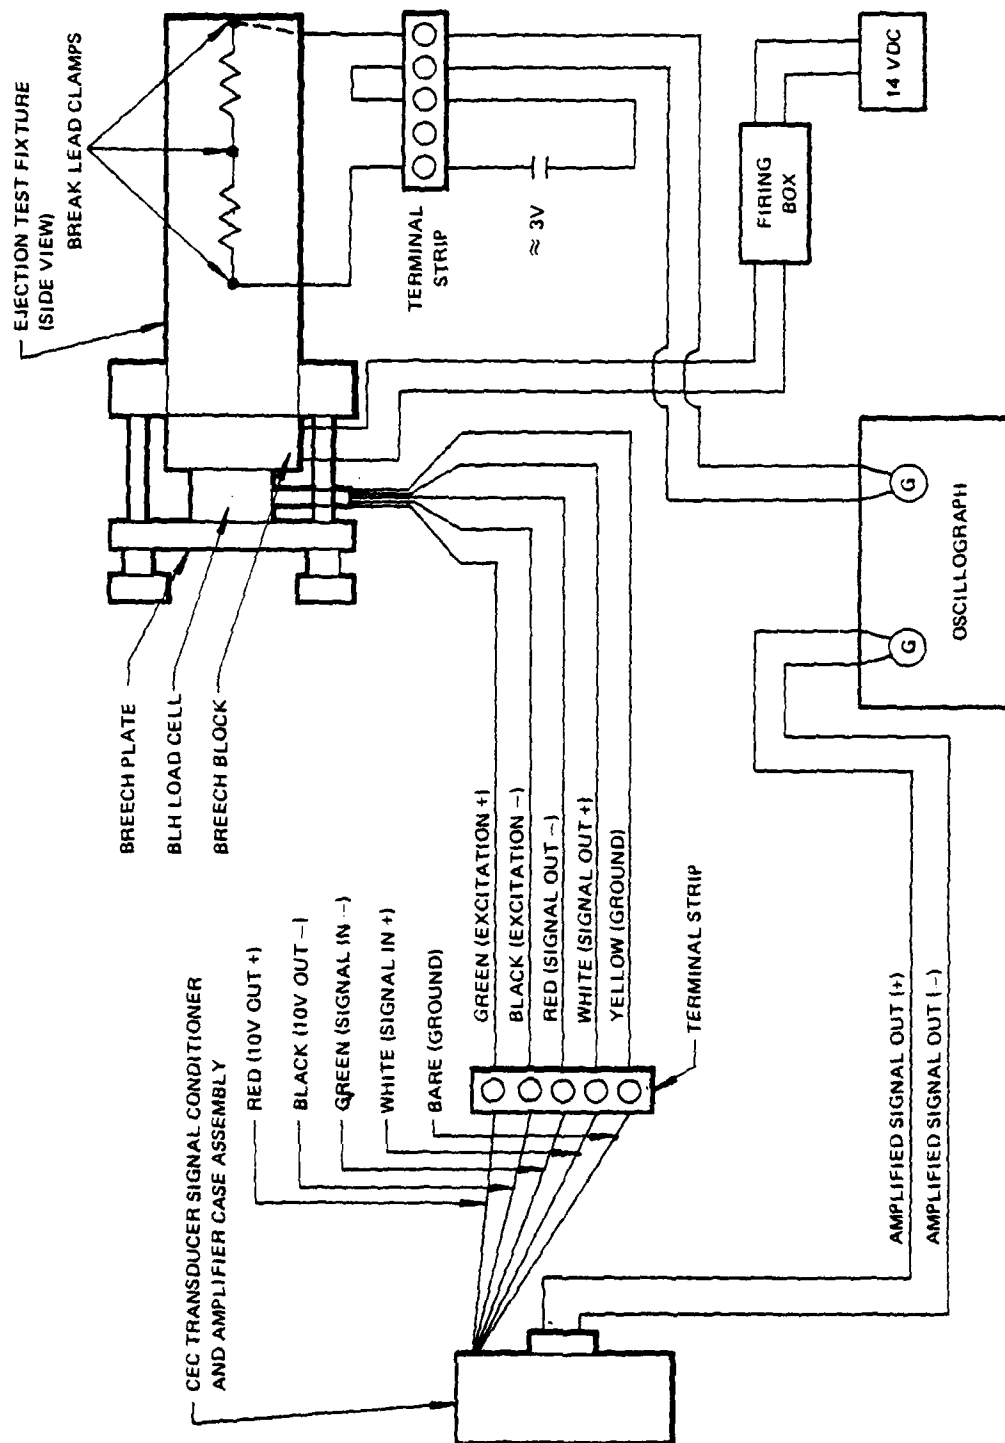 EJECTION TEST FIXTURE
(SIDE VIEW)
BREAK LEAD CLAMPS
BREECH PLATE
BLH LOAD CELL
BREECH BLOCK
TERMINAL
STRIP
≈ 3V
FIRING
BOX
14 VDC
CEC TRANSDUCER SIGNAL CONDITIONER
AND AMPLIFIER CASE ASSEMBLY
RED (10V OUT +)
BLACK (10V OUT −)
GREEN (SIGNAL IN −)
WHITE (SIGNAL IN +)
BARE (GROUND)
GREEN (EXCITATION +)
BLACK (EXCITATION −)
RED (SIGNAL OUT −)
WHITE (SIGNAL OUT +)
YELLOW (GROUND)
TERMINAL STRIP
AMPLIFIED SIGNAL OUT (+)
AMPLIFIED SIGNAL OUT (−)
G
G
OSCILLOGRAPH